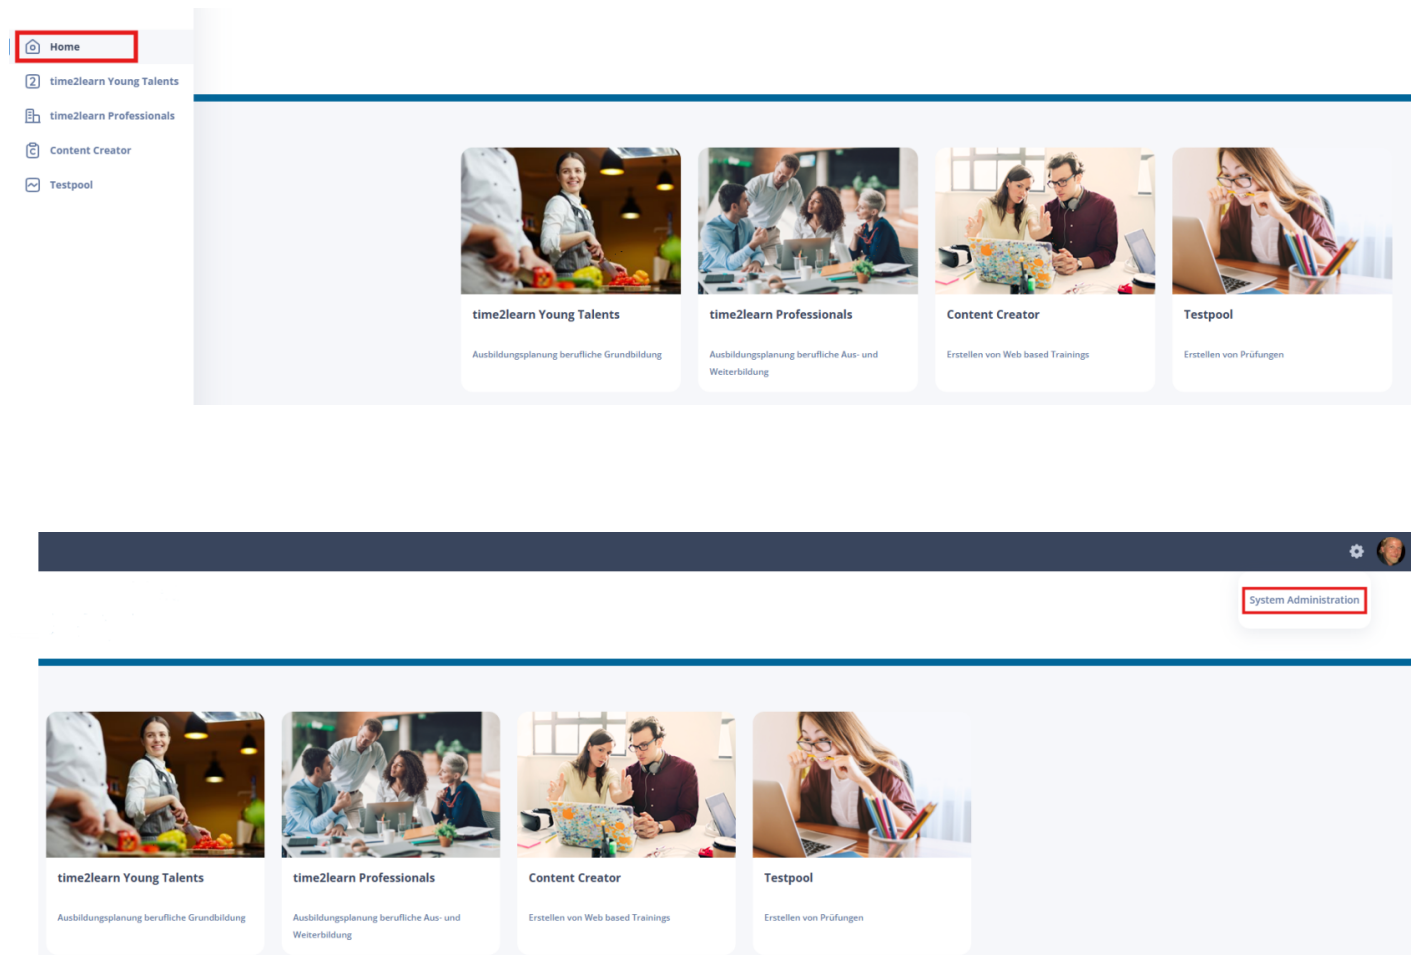 Home
time2learn Young Talents
time2learn Professionals
Content Creator
Testpool
time2learn Young Talents
Ausbildungsplanung berufliche Grundbildung
time2learn Professionals
Ausbildungsplanung berufliche Aus- und
Weiterbildung
Content Creator
Erstellen von Web based Trainings
Testpool
Erstellen von Prüfungen
System Administration
time2learn Young Talents
Ausbildungsplanung berufliche Grundbildung
time2learn Professionals
Ausbildungsplanung berufliche Aus- und
Weiterbildung
Content Creator
Erstellen von Web based Trainings
Testpool
Erstellen von Prüfungen